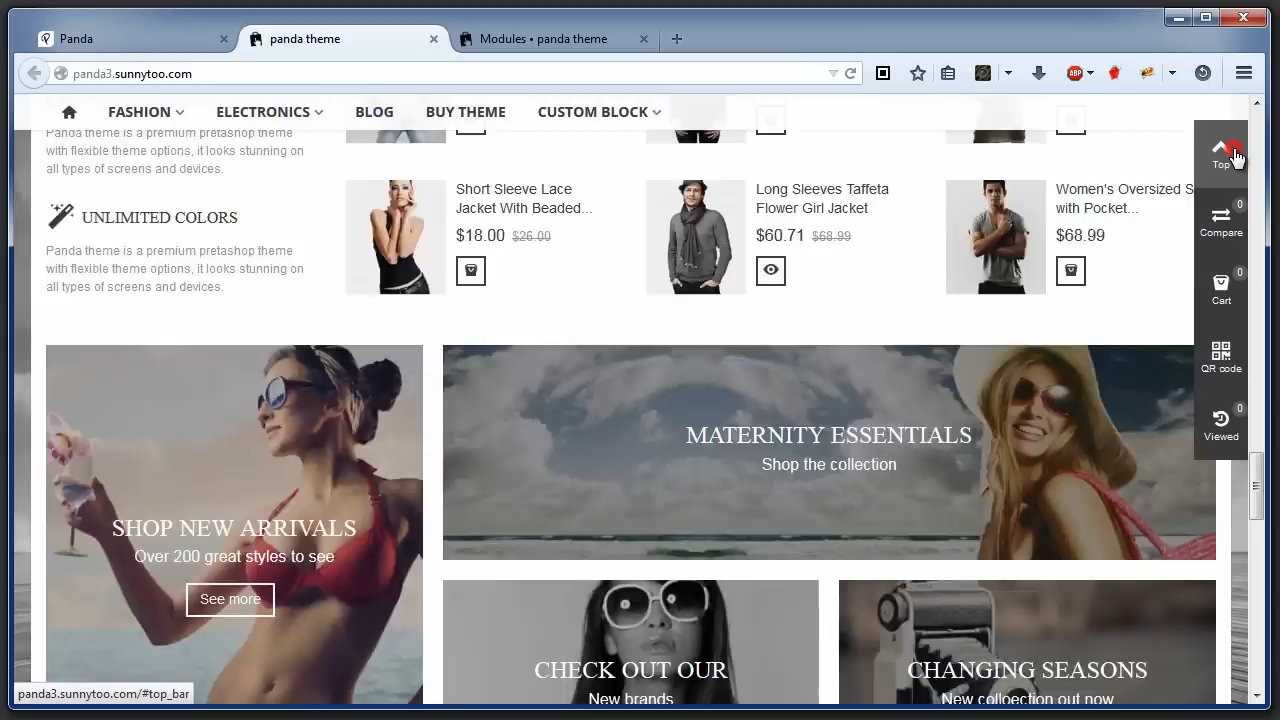 Panda
panda theme
Modules • panda theme
panda3.sunnytoo.com
ABP
FASHION
ELECTRONICS
BLOG
BUY THEME
CUSTOM BLOCK
Panda theme is a premium pretashop theme
with flexible theme options, it looks stunning on
all types of screens and devices.
UNLIMITED COLORS
Panda theme is a premium pretashop theme
with flexible theme options, it looks stunning on
all types of screens and devices.
Short Sleeve Lace
Jacket With Beaded...
$18.00 $26.00
Long Sleeves Taffeta
Flower Girl Jacket
$60.71 $68.99
Women's Oversized S
with Pocket...
$68.99
Top
0
Compare
0
Cart
QR code
0
Viewed
SHOP NEW ARRIVALS
Over 200 great styles to see
See more
MATERNITY ESSENTIALS
Shop the collection
CHECK OUT OUR
New brands
CHANGING SEASONS
New colloection out now
panda3.sunnytoo.com/#top_bar